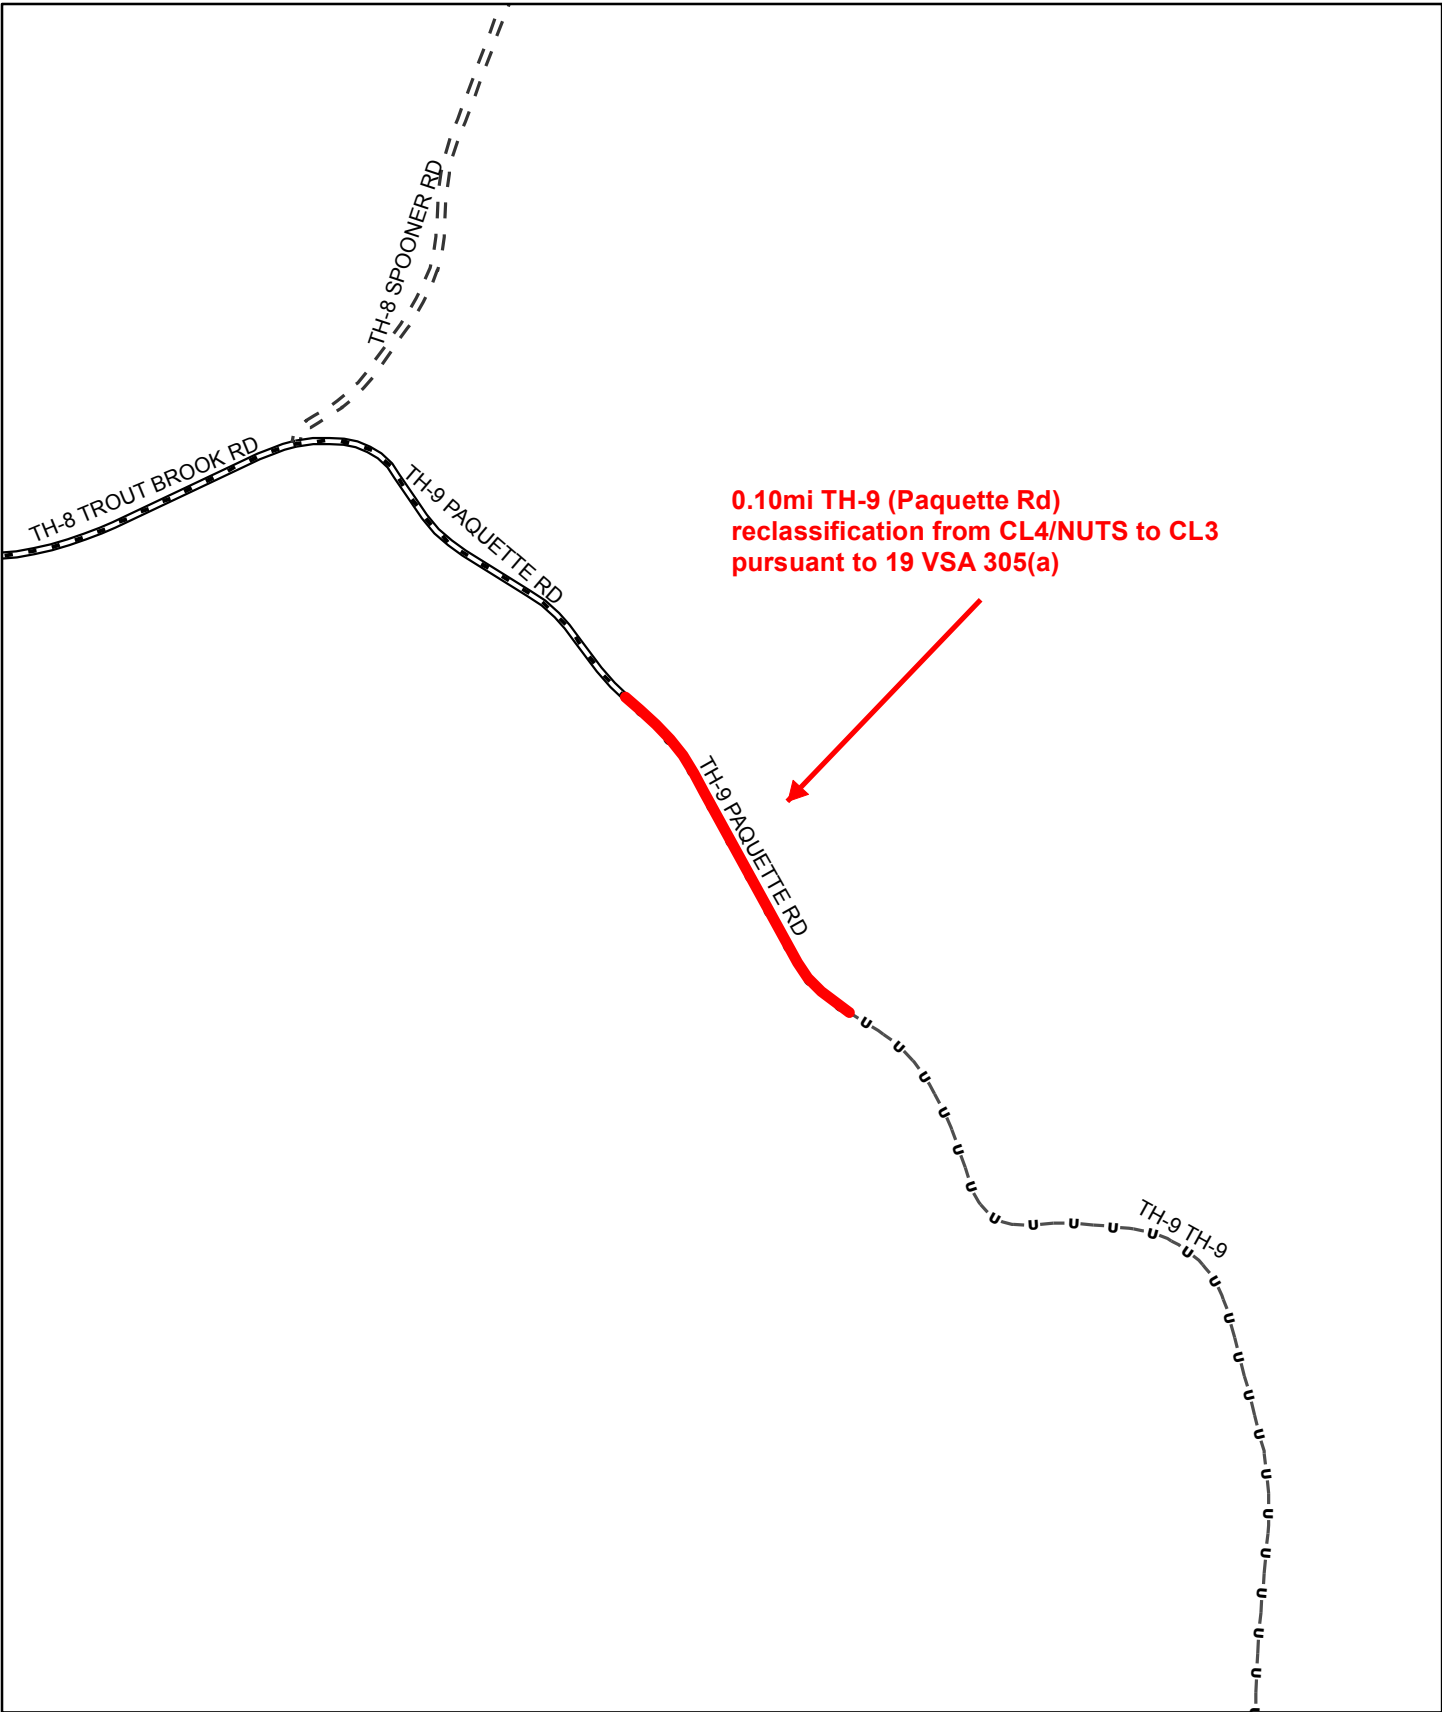 TH-8 SPOONER RD
TH-8 TROUT BROOK RD
TH-9 PAQUETTE RD
0.10mi TH-9 (Paquette Rd)
reclassification from CL4/NUTS to CL3
pursuant to 19 VSA 305(a)
TH-9 PAQUETTE RD
TH-9 TH-9